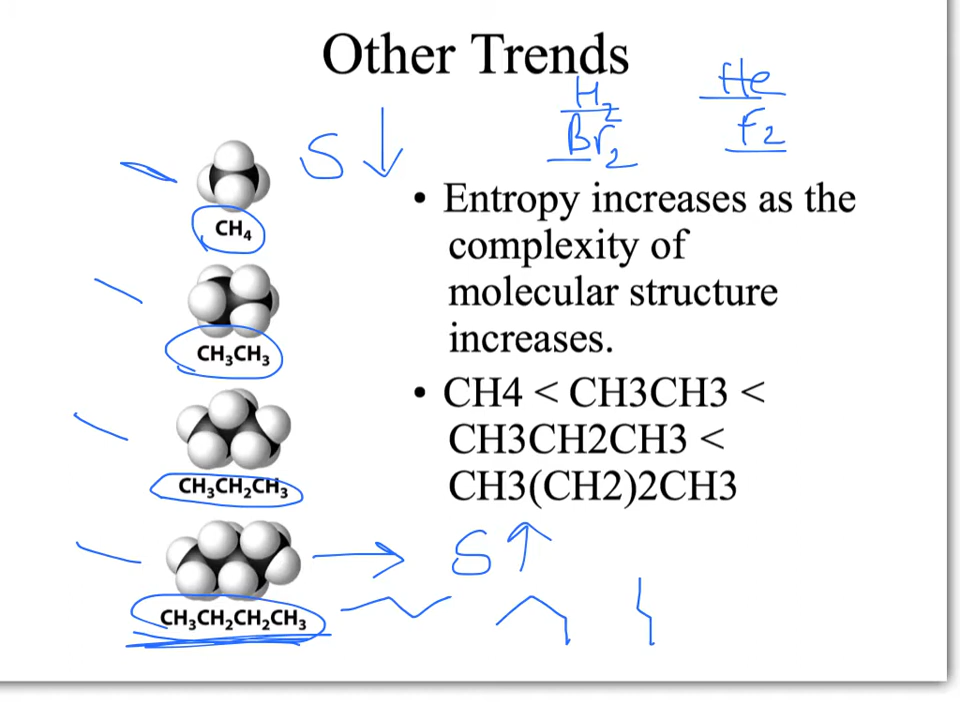 Other Trends
H2
He
Br2
F2
S ↓
CH4
• Entropy increases as the
complexity of
molecular structure
increases.
CH3CH3
• CH4 < CH3CH3 <
CH3CH2CH3 <
CH3(CH2)2CH3
CH3CH2CH3
S↑
CH3CH2CH2CH3